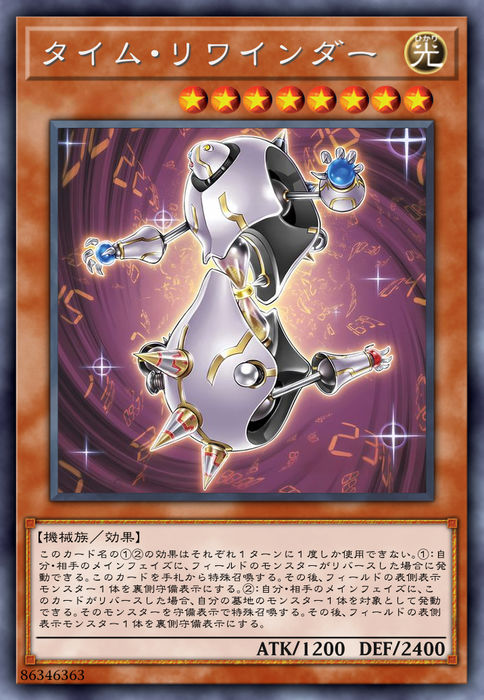 タイム・リワインダー
ひかり
光
【機械族／効果】
このカード名の①②の効果はそれぞれ１ターンに１度しか使用できない。①：自
分・相手のメインフェイズに、フィールドのモンスターがリバースした場合に発
動できる。このカードを手札から特殊召喚する。その後、フィールドの表側表示
モンスター１体を裏側守備表示にする。②：自分・相手のメインフェイズに、こ
のカードがリバースした場合、自分の墓地のモンスター１体を対象として発動
できる。そのモンスターを守備表示で特殊召喚する。その後、フィールドの表側
表示モンスター１体を裏側守備表示にする。
ATK/1200 DEF/2400
86346363